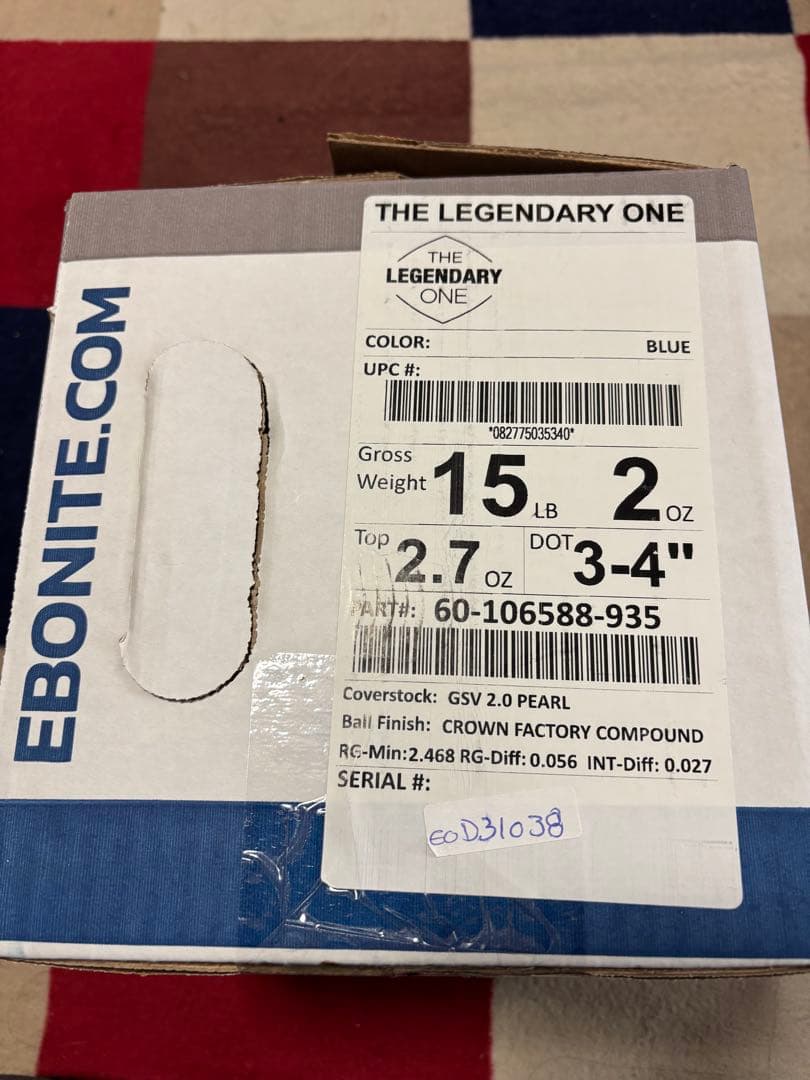 EBONITE.COM
THE LEGENDARY ONE
THE
LEGENDARY
ONE
COLOR: BLUE
UPC #:
*082775035340*
Gross Weight 15 LB 2 OZ
Top 2.7 OZ DOT 3-4"
PART#: 60-106588-935
Coverstock: GSV 2.0 PEARL
Ball Finish: CROWN FACTORY COMPOUND
RG-Min:2.468 RG-Diff: 0.056 INT-Diff: 0.027
SERIAL #:
EOD31038